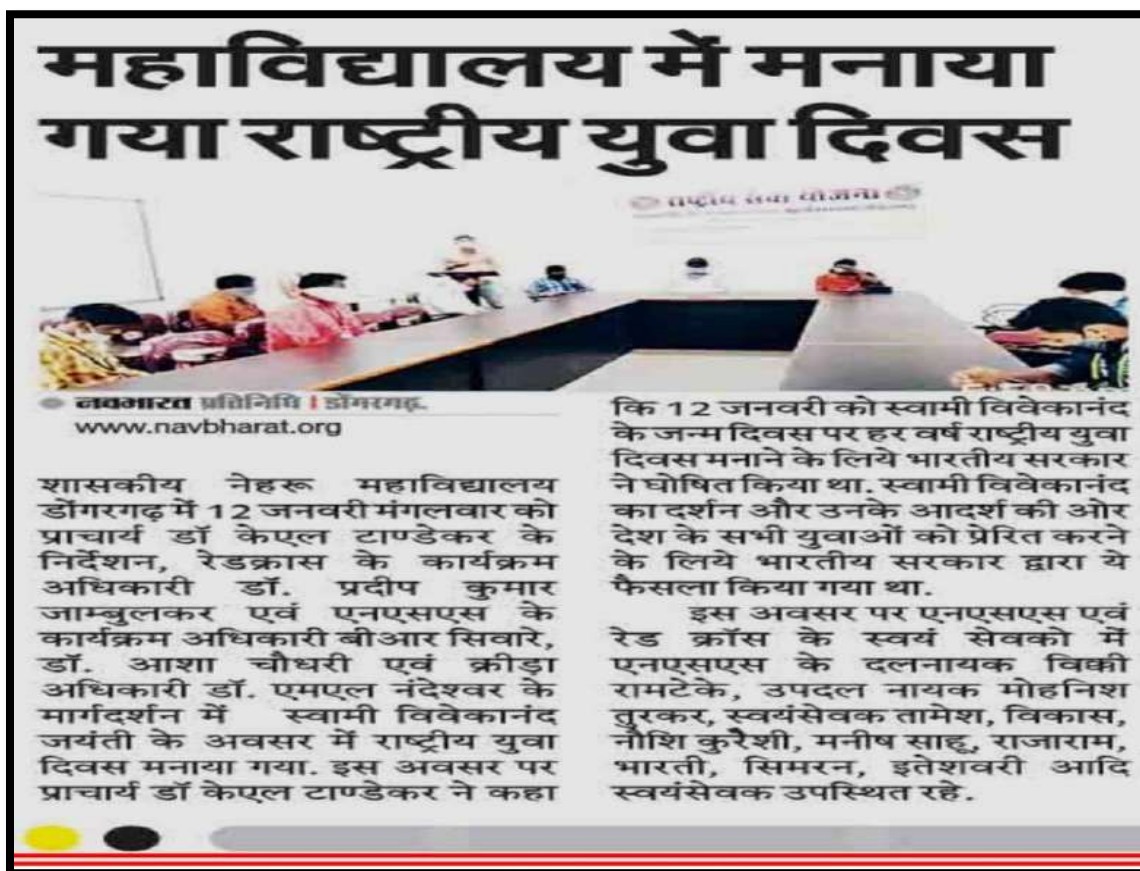 महाविद्यालय में मनाया
गया राष्ट्रीय युवा दिवस
राष्ट्रीय सेवा योजना
नवभारत प्रतिनिधि | डोंगरगढ़.
www.navbharat.org
शासकीय नेहरू महाविद्यालय
डोंगरगढ़ में 12 जनवरी मंगलवार को
प्राचार्य डॉ केएल टाण्डेकर के
निर्देशन, रेडक्रास के कार्यक्रम
अधिकारी डॉ. प्रदीप कुमार
जाम्बुलकर एवं एनएसएस के
कार्यक्रम अधिकारी बीआर सिवारे,
डॉ. आशा चौधरी एवं क्रीड़ा
अधिकारी डॉ. एमएल नंदेश्वर के
मार्गदर्शन में स्वामी विवेकानंद
जयंती के अवसर में राष्ट्रीय युवा
दिवस मनाया गया. इस अवसर पर
प्राचार्य डॉ केएल टाण्डेकर ने कहा
कि 12 जनवरी को स्वामी विवेकानंद
के जन्म दिवस पर हर वर्ष राष्ट्रीय युवा
दिवस मनाने के लिये भारतीय सरकार
ने घोषित किया था. स्वामी विवेकानंद
का दर्शन और उनके आदर्श की ओर
देश के सभी युवाओं को प्रेरित करने
के लिये भारतीय सरकार द्वारा ये
फैसला किया गया था.
इस अवसर पर एनएसएस एवं
रेड क्रॉस के स्वयं सेवको में
एनएसएस के दलनायक विक्की
रामटेके, उपदल नायक मोहनिश
तुरकर, स्वयंसेवक तामेश, विकास,
नौशि कुरैशी, मनीष साहू, राजाराम,
भारती, सिमरन, इतेशवरी आदि
स्वयंसेवक उपस्थित रहे.